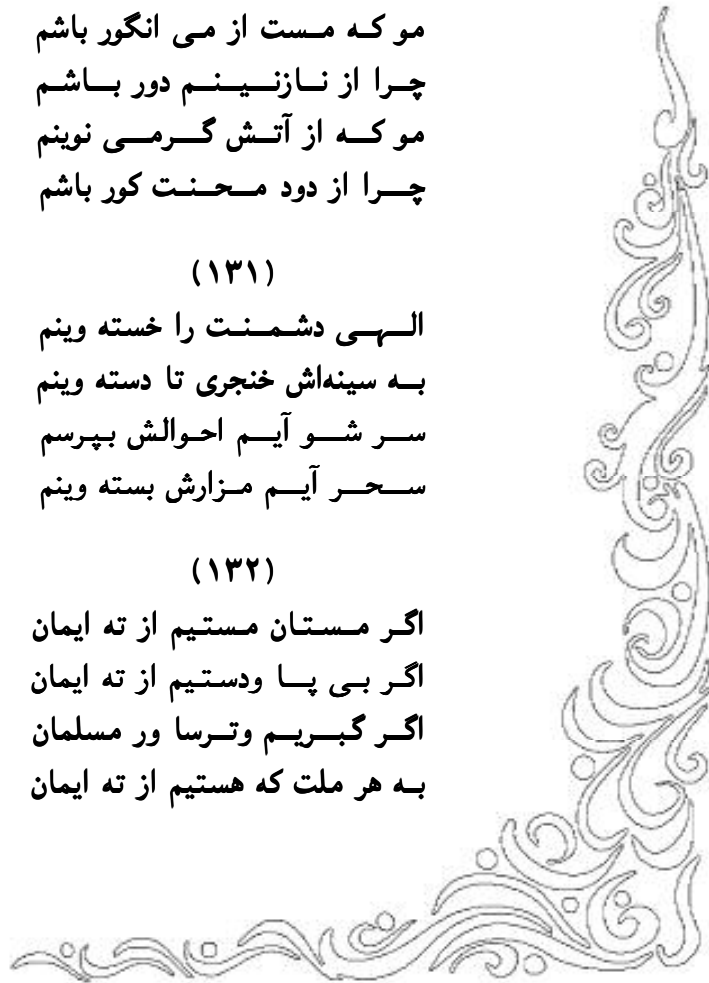 مو که مست از می انگور باشم
چرا از نازنینم دور باشم
مو که از آتش گرمی نوینم
چرا از دود محنت کور باشم
(۱۳۱)
الهی دشمنت را خسته وینم
به سینه‌اش خنجری تا دسته وینم
سر شو آیم احوالش بپرسم
سحر آیم مزارش بسته وینم
(۱۳۲)
اگر مستان مستیم از ته ایمان
اگر بی پا ودستیم از ته ایمان
اگر گبریم وترسا ور مسلمان
به هر ملت که هستیم از ته ایمان